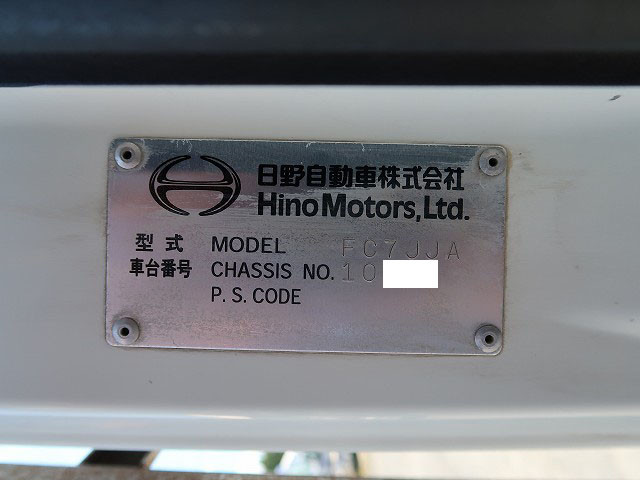 日野自動車株式会社
Hino Motors, Ltd.
型式 MODEL FC7JJA
車台番号 CHASSIS NO. 10
P. S. CODE